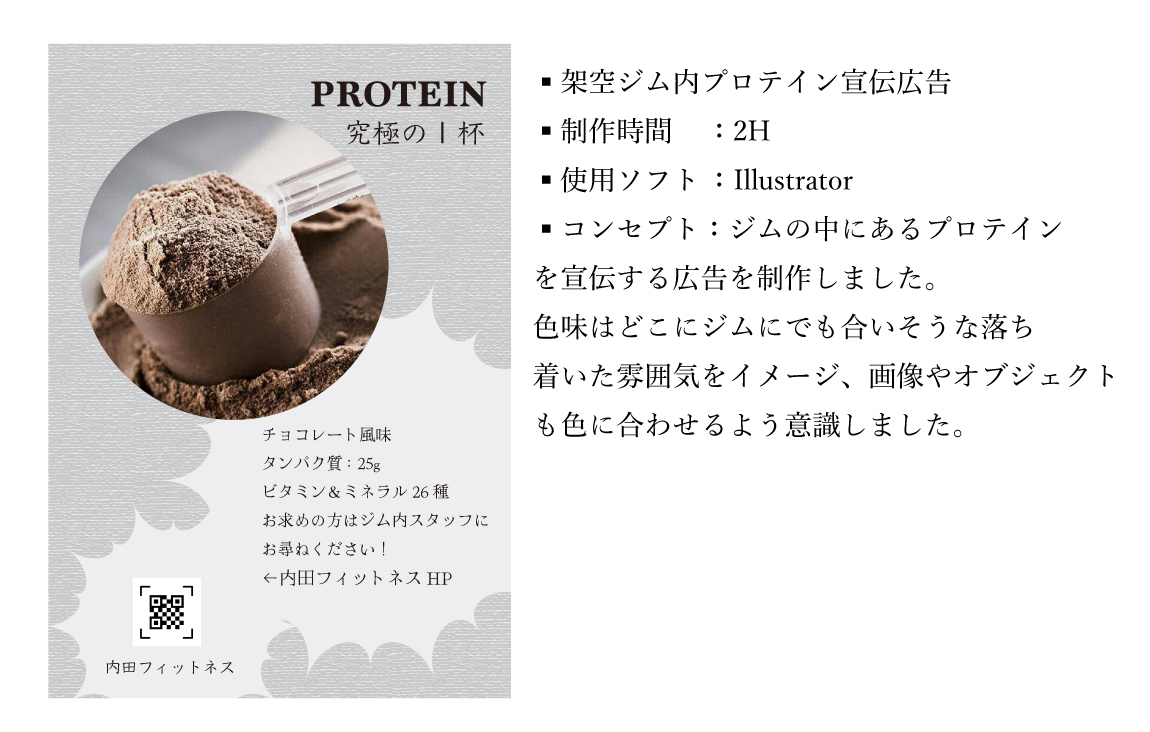 PROTEIN
究極の1杯
チョコレート風味
タンパク質：25g
ビタミン＆ミネラル 26 種
お求めの方はジム内スタッフに
お尋ねください！
←内田フィットネス HP
内田フィットネス
▪架空ジム内プロテイン宣伝広告
▪制作時間　：2H
▪使用ソフト：Illustrator
▪コンセプト：ジムの中にあるプロテイン
を宣伝する広告を制作しました。
色味はどこにジムにでも合いそうな落ち
着いた雰囲気をイメージ、画像やオブジェクト
も色に合わせるよう意識しました。